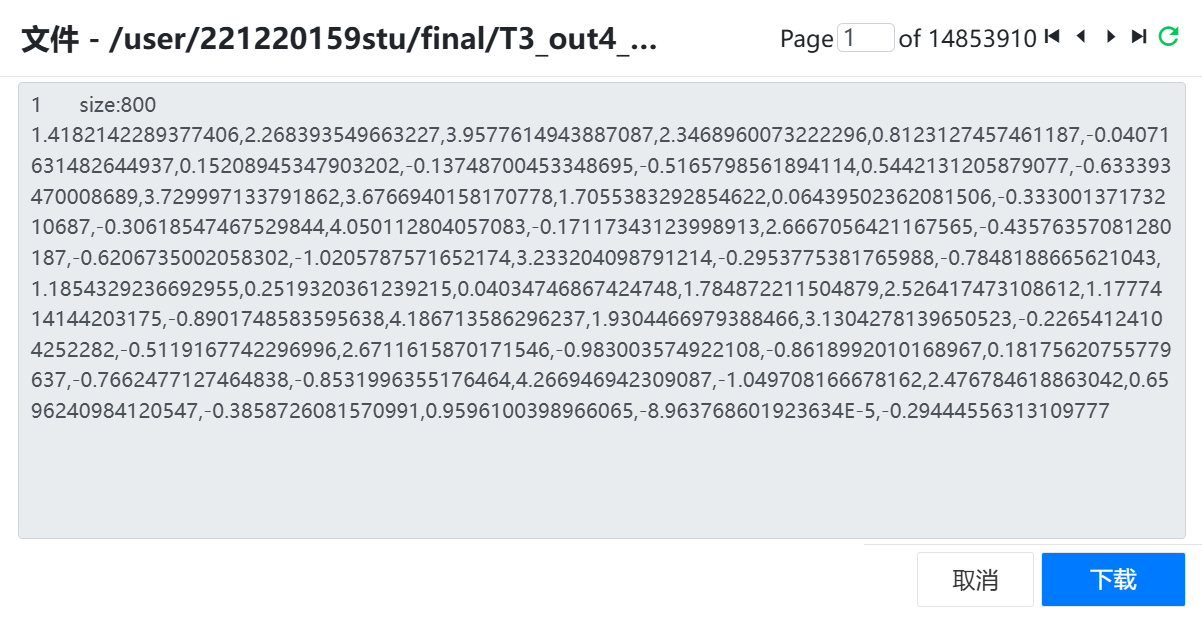 文件 - /user/221220159stu/final/T3_out4_...
Page 1 of 14853910
1 size:800
1.4182142289377406,2.268393549663227,3.9577614943887087,2.3468960073222296,0.8123127457461187,-0.04071
631482644937,0.15208945347903202,-0.13748700453348695,-0.5165798561894114,0.5442131205879077,-0.633393
470008689,3.729997133791862,3.6766940158170778,1.7055383292854622,0.06439502362081506,-0.3330013717​3
210687,-0.30618547467529844,4.050112804057083,-0.17117343123998913,2.6667056421167565,-0.43576357081280
187,-0.6206735002058302,-1.0205787571652174,3.233204098791214,-0.2953775381765988,-0.7848188665621043,
1.1854329236692955,0.2519320361239215,0.04034746867424748,1.784872211504879,2.526417473108612,1.1777​4
14144203175,-0.8901748583595638,4.186713586296237,1.9304466979388466,3.1304278139650523,-0.2265412410
4252282,-0.5119167742296996,2.6711615870171546,-0.983003574922108,-0.8618992010168967,0.18175620755779
637,-0.7662477127464838,-0.8531996355176464,4.266946942309087,-1.049708166678162,2.476784618863042,0.65
96240984120547,-0.3858726081570991,0.9596100398966065,-8.963768601923634E-5,-0.29444556313109777
取消
下载